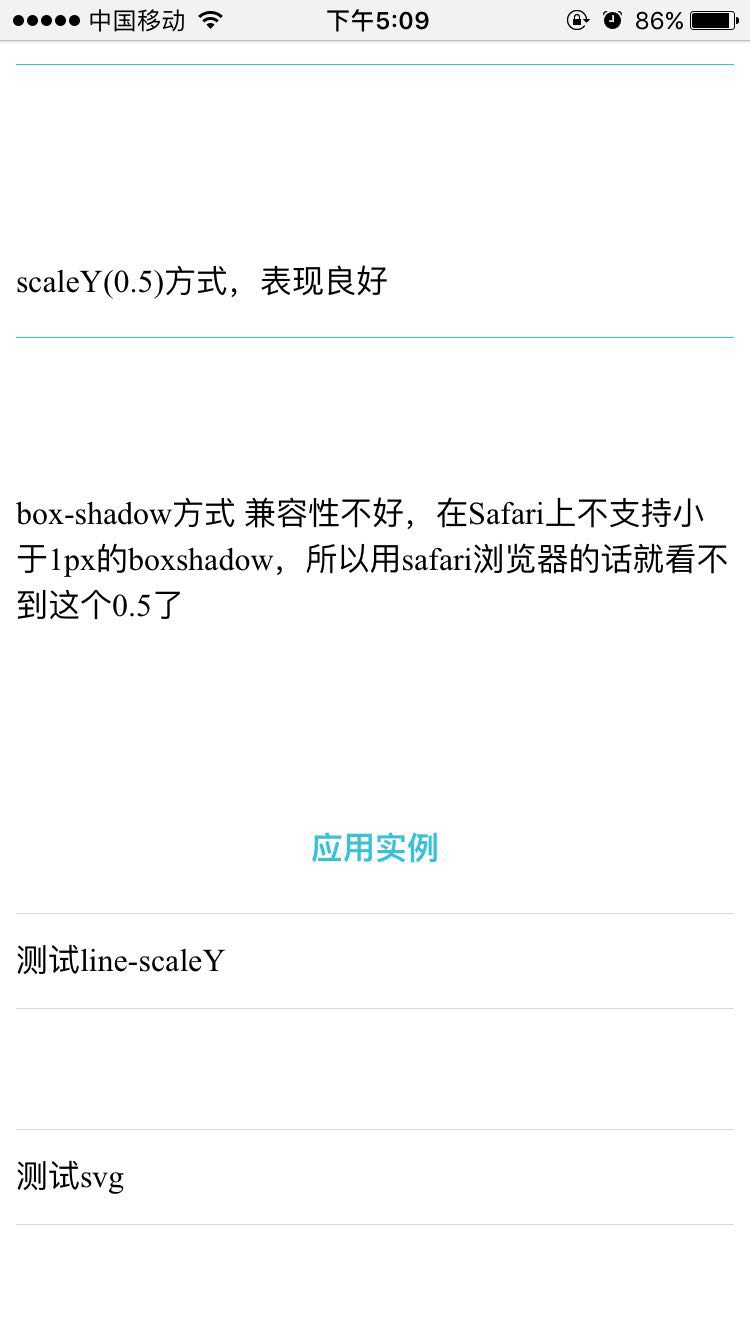 中国移动 下午5:09 86%
scaleY(0.5)方式，表现良好
box-shadow方式 兼容性不好，在Safari上不支持小
于1px的boxshadow，所以用safari浏览器的话就看不
到这个0.5了
应用实例
测试line-scaleY
测试svg